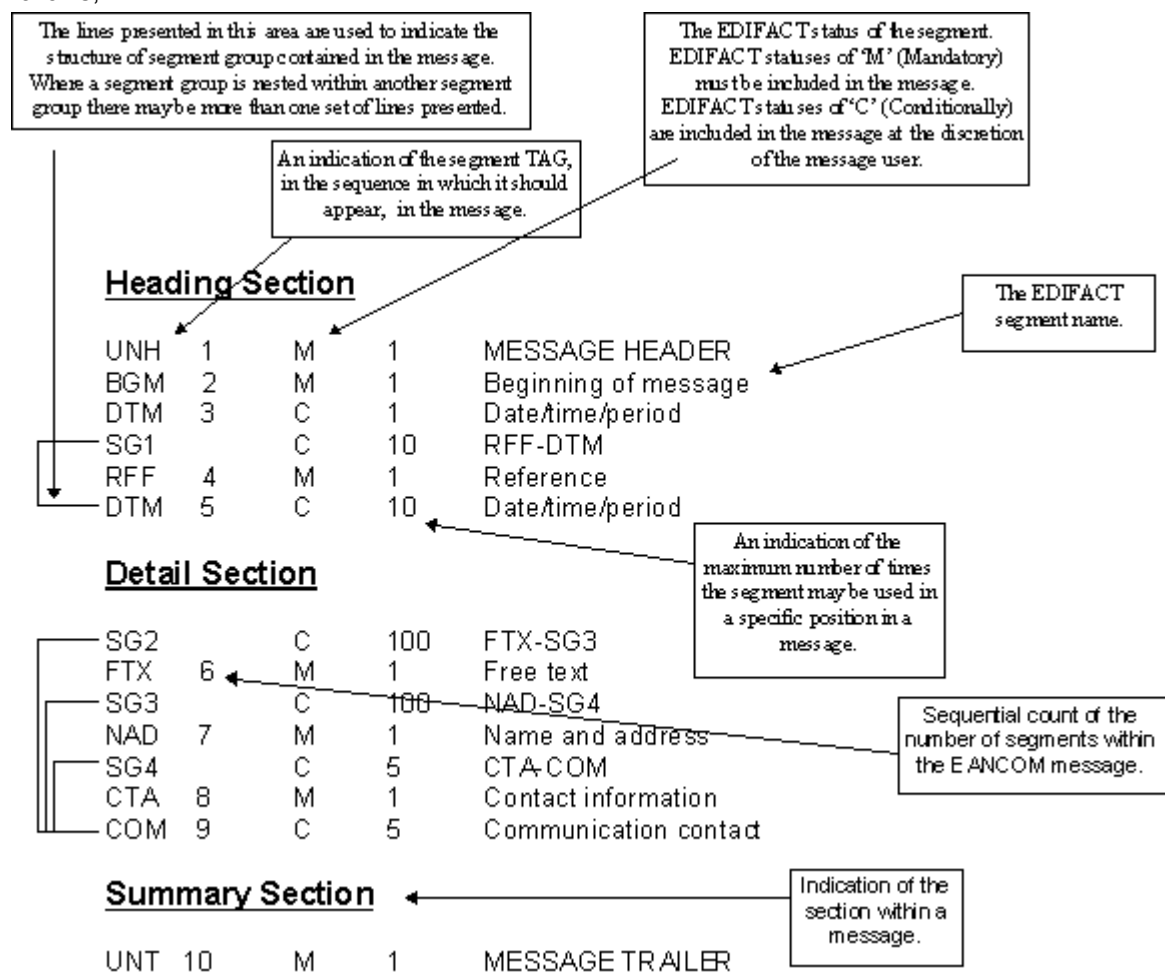 The lines presented in this area are used to indicate the
structure of segment group contained in the message.
Where a segment group is nested within another segment
group there may be more than one set of lines presented.
The EDIFACT status of the segment.
EDIFACT statuses of 'M' (Mandatory)
must be included in the message.
EDIFACT statuses of 'C' (Conditionally)
are included in the message at the discretion
of the message user.
An indication of the segment TAG,
in the sequence in which it should
appear, in the message.
Heading Section
The EDIFACT
segment name.
UNH 1 M 1 MESSAGE HEADER
BGM 2 M 1 Beginning of message
DTM 3 C 1 Date/time/period
SG1 C 10 RFF-DTM
RFF 4 M 1 Reference
DTM 5 C 10 Date/time/period
An indication of the
maximum number of times
the segment may be used in
a specific position in a
message.
Detail Section
SG2 C 100 FTX-SG3
FTX 6 M 1 Free text
SG3 C 100 NAD-SG4
NAD 7 M 1 Name and address
SG4 C 5 CTA-COM
CTA 8 M 1 Contact information
COM 9 C 5 Communication contact
Sequential count of the
number of segments within
the EANCOM message.
Summary Section
Indication of the
section within a
message.
UNT 10 M 1 MESSAGE TRAILER